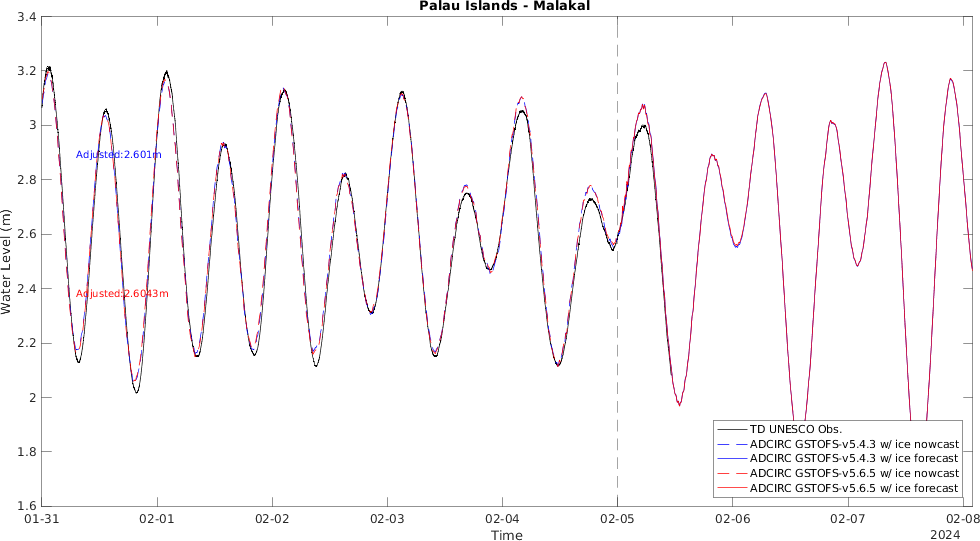 Palau Islands - Malakal
3.4
3.2
3
2.8
2.6
2.4
2.2
2
1.8
1.6
Water Level (m)
Adjusted:2.601m
Adjusted:2.6043m
TD UNESCO Obs.
ADCIRC GSTOFS-v5.4.3 w/ ice nowcast
ADCIRC GSTOFS-v5.4.3 w/ ice forecast
ADCIRC GSTOFS-v5.6.5 w/ ice nowcast
ADCIRC GSTOFS-v5.6.5 w/ ice forecast
01-31 02-01 02-02 02-03 02-04 02-05 02-06 02-07 02-08
Time
2024